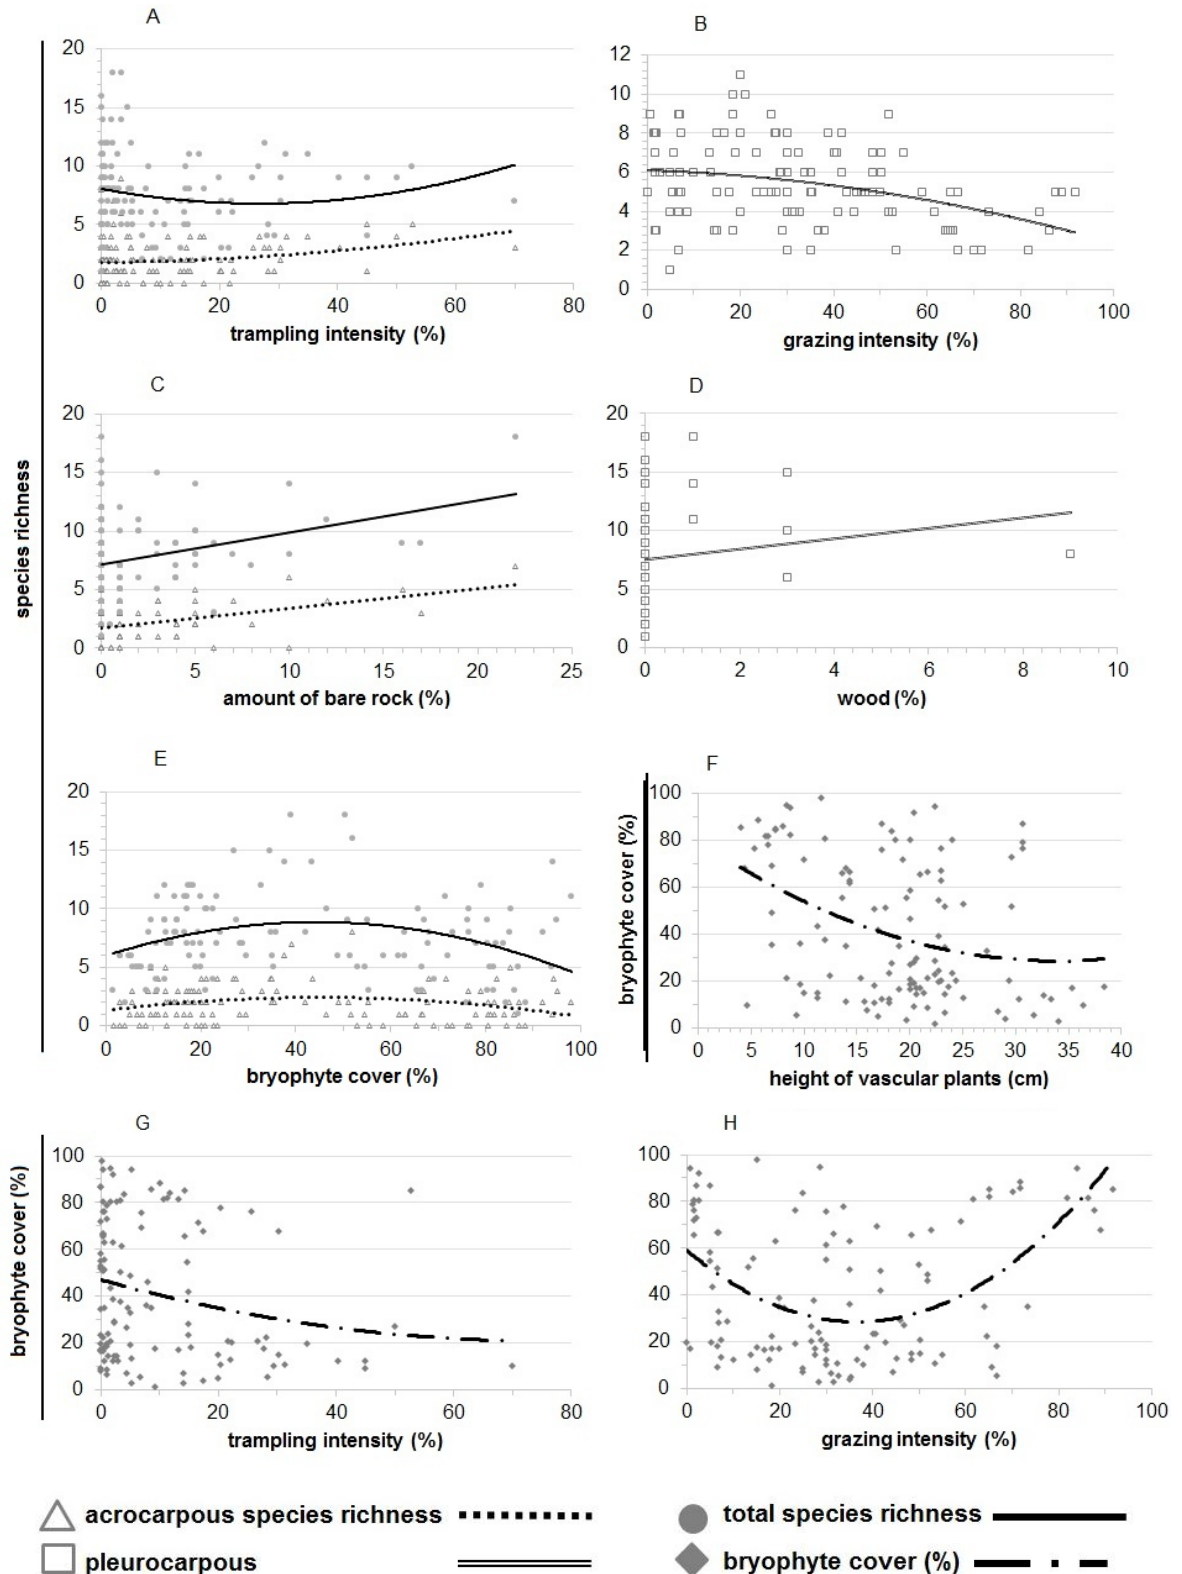 A
20
15
10
5
0
0 20 40 60 80
trampling intensity (%)
B
12
10
8
6
4
2
0
0 20 40 60 80 100
grazing intensity (%)
species richness
C
20
15
10
5
0
0 5 10 15 20 25
amount of bare rock (%)
D
20
15
10
5
0
0 2 4 6 8 10
wood (%)
E
20
15
10
5
0
0 20 40 60 80 100
bryophyte cover (%)
F
bryophyte cover (%)
100
80
60
40
20
0
0 5 10 15 20 25 30 35 40
height of vascular plants (cm)
G
bryophyte cover (%)
100
80
60
40
20
0
0 20 40 60 80
trampling intensity (%)
H
100
80
60
40
20
0
0 20 40 60 80 100
grazing intensity (%)
acrocarpous species richness
total species richness
pleurocarpous
bryophyte cover (%)